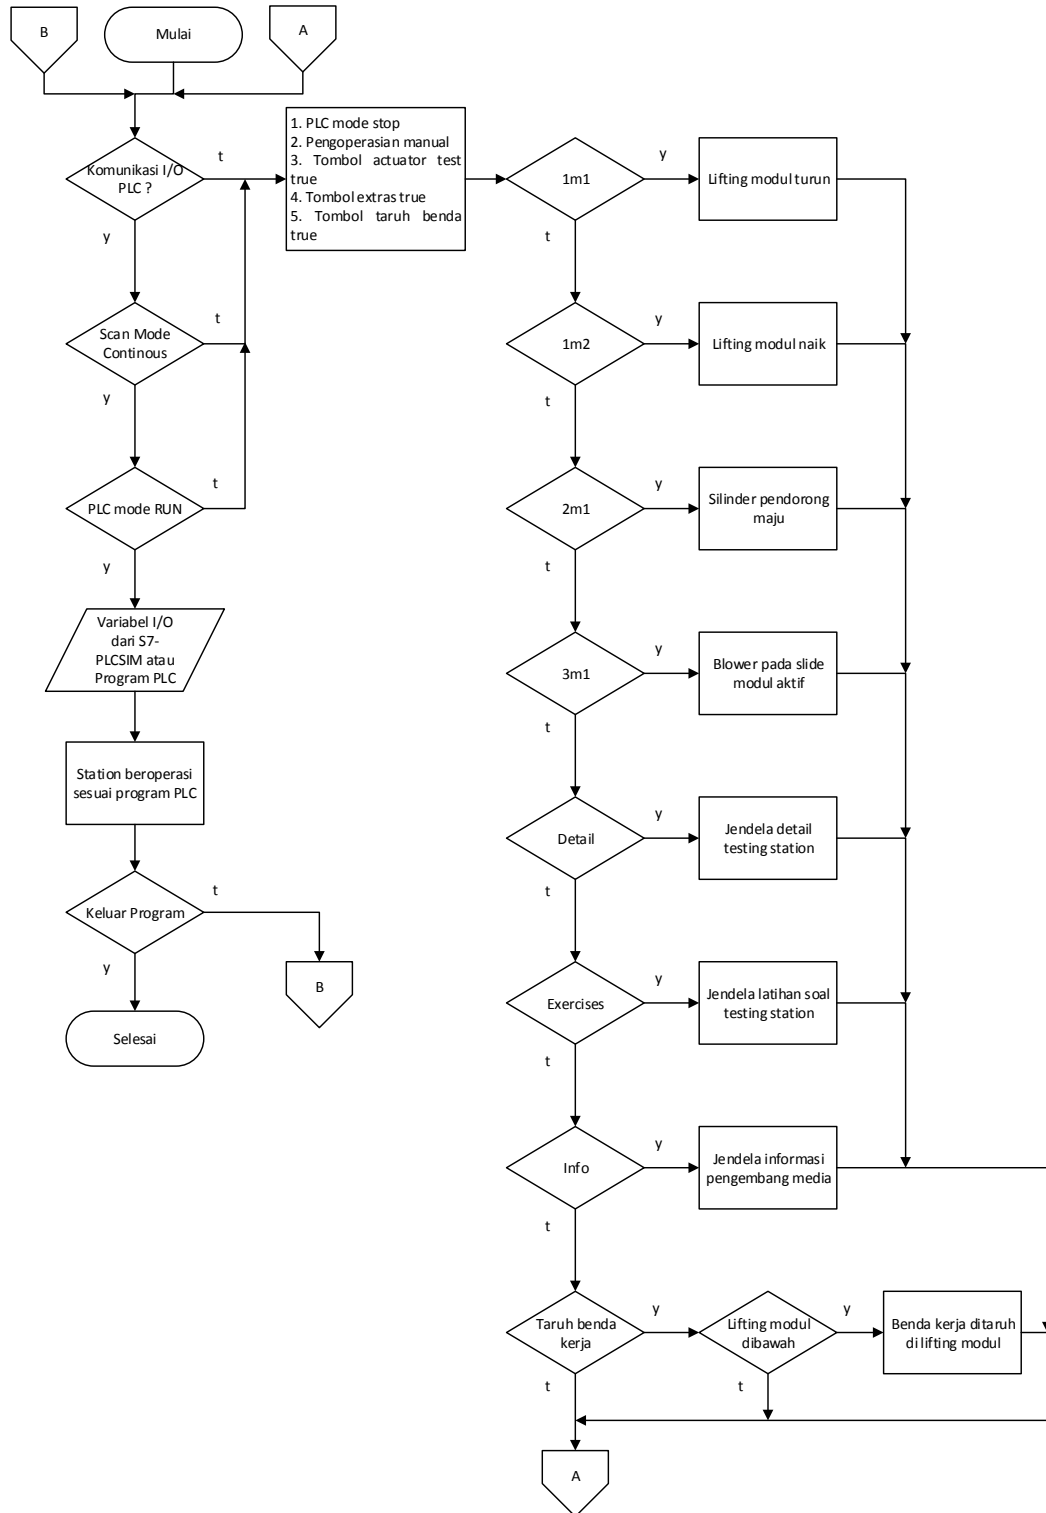 B
Mulai
A
Komunikasi I/O
PLC ?
t
y
Scan Mode
Continous
t
y
PLC mode RUN
t
y
Variabel I/O
dari S7-
PLCSIM atau
Program PLC
Station beroperasi
sesuai program PLC
Keluar Program
t
y
B
Selesai
1. PLC mode stop
2. Pengoperasian manual
3. Tombol actuator test
true
4. Tombol extras true
5. Tombol taruh benda
true
1m1
y
t
Lifting modul turun
1m2
y
t
Lifting modul naik
2m1
y
t
Silinder pendorong
maju
3m1
y
t
Blower pada slide
modul aktif
Detail
y
t
Jendela detail
testing station
Exercises
y
t
Jendela latihan soal
testing station
Info
y
t
Jendela informasi
pengembang media
Taruh benda
kerja
y
t
Lifting modul
dibawah
y
t
Benda kerja ditaruh
di lifting modul
A